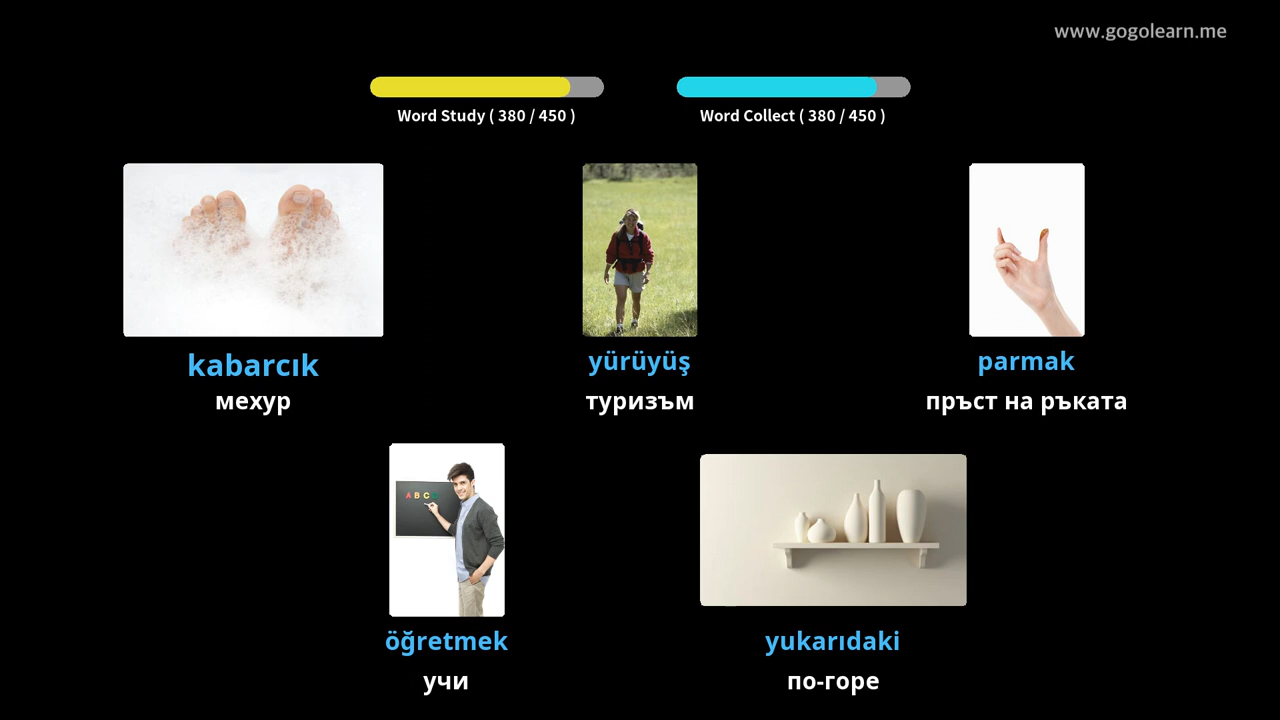 www.gogolearn.me
Word Study ( 380 / 450 )
Word Collect ( 380 / 450 )
kabarcık
мехур
yürüyüş
туризъм
parmak
пръст на ръката
A B C D
öğretmek
учи
yukarıdaki
по-горе